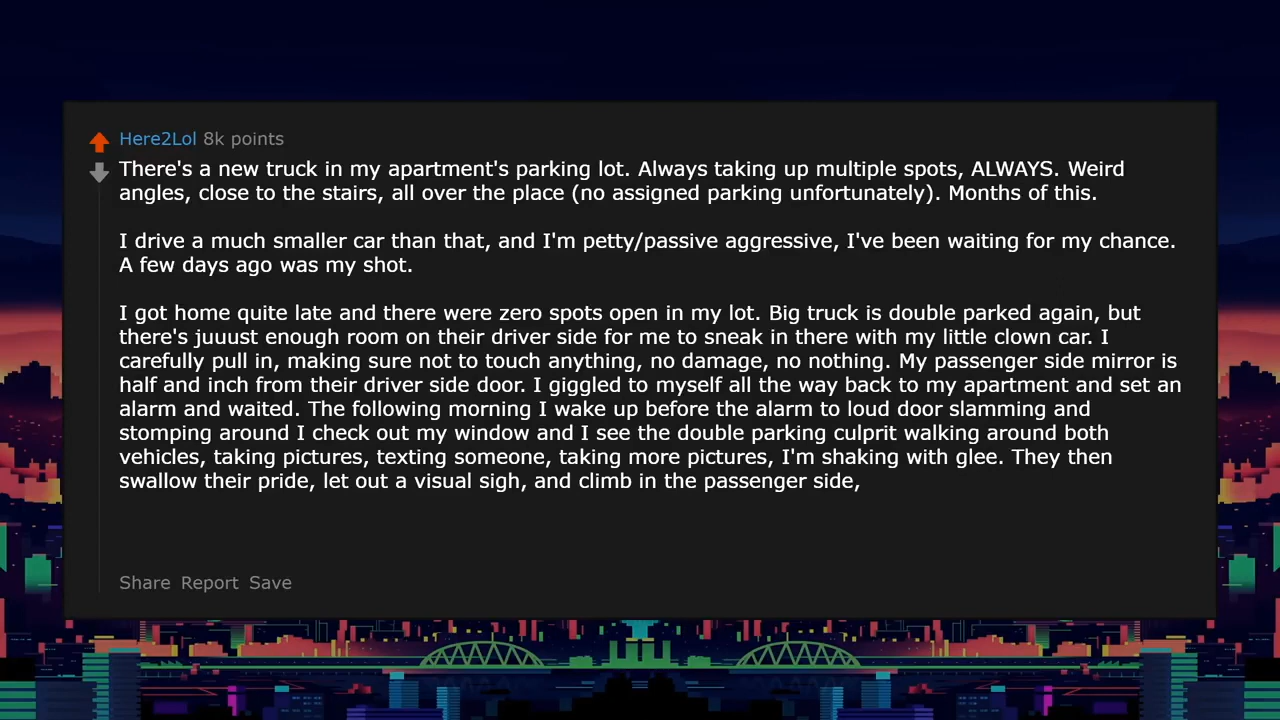 Here2Lol 8k points
There's a new truck in my apartment's parking lot. Always taking up multiple spots, ALWAYS. Weird
angles, close to the stairs, all over the place (no assigned parking unfortunately). Months of this.
I drive a much smaller car than that, and I'm petty/passive aggressive, I've been waiting for my chance.
A few days ago was my shot.
I got home quite late and there were zero spots open in my lot. Big truck is double parked again, but
there's juuust enough room on their driver side for me to sneak in there with my little clown car. I
carefully pull in, making sure not to touch anything, no damage, no nothing. My passenger side mirror is
half and inch from their driver side door. I giggled to myself all the way back to my apartment and set an
alarm and waited. The following morning I wake up before the alarm to loud door slamming and
stomping around I check out my window and I see the double parking culprit walking around both
vehicles, taking pictures, texting someone, taking more pictures, I'm shaking with glee. They then
swallow their pride, let out a visual sigh, and climb in the passenger side,
Share Report Save